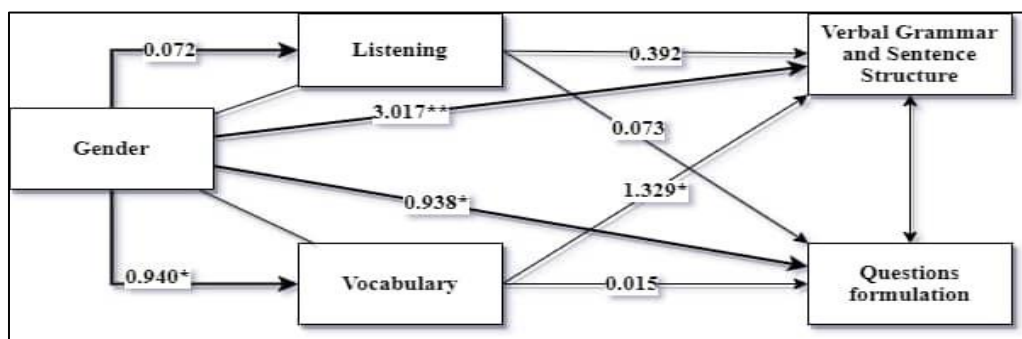 0.072
Listening
0.392
Verbal Grammar
and Sentence
Structure
3.017**
Gender
0.073
1.329*
0.938*
0.940*
Vocabulary
0.015
Questions
formulation